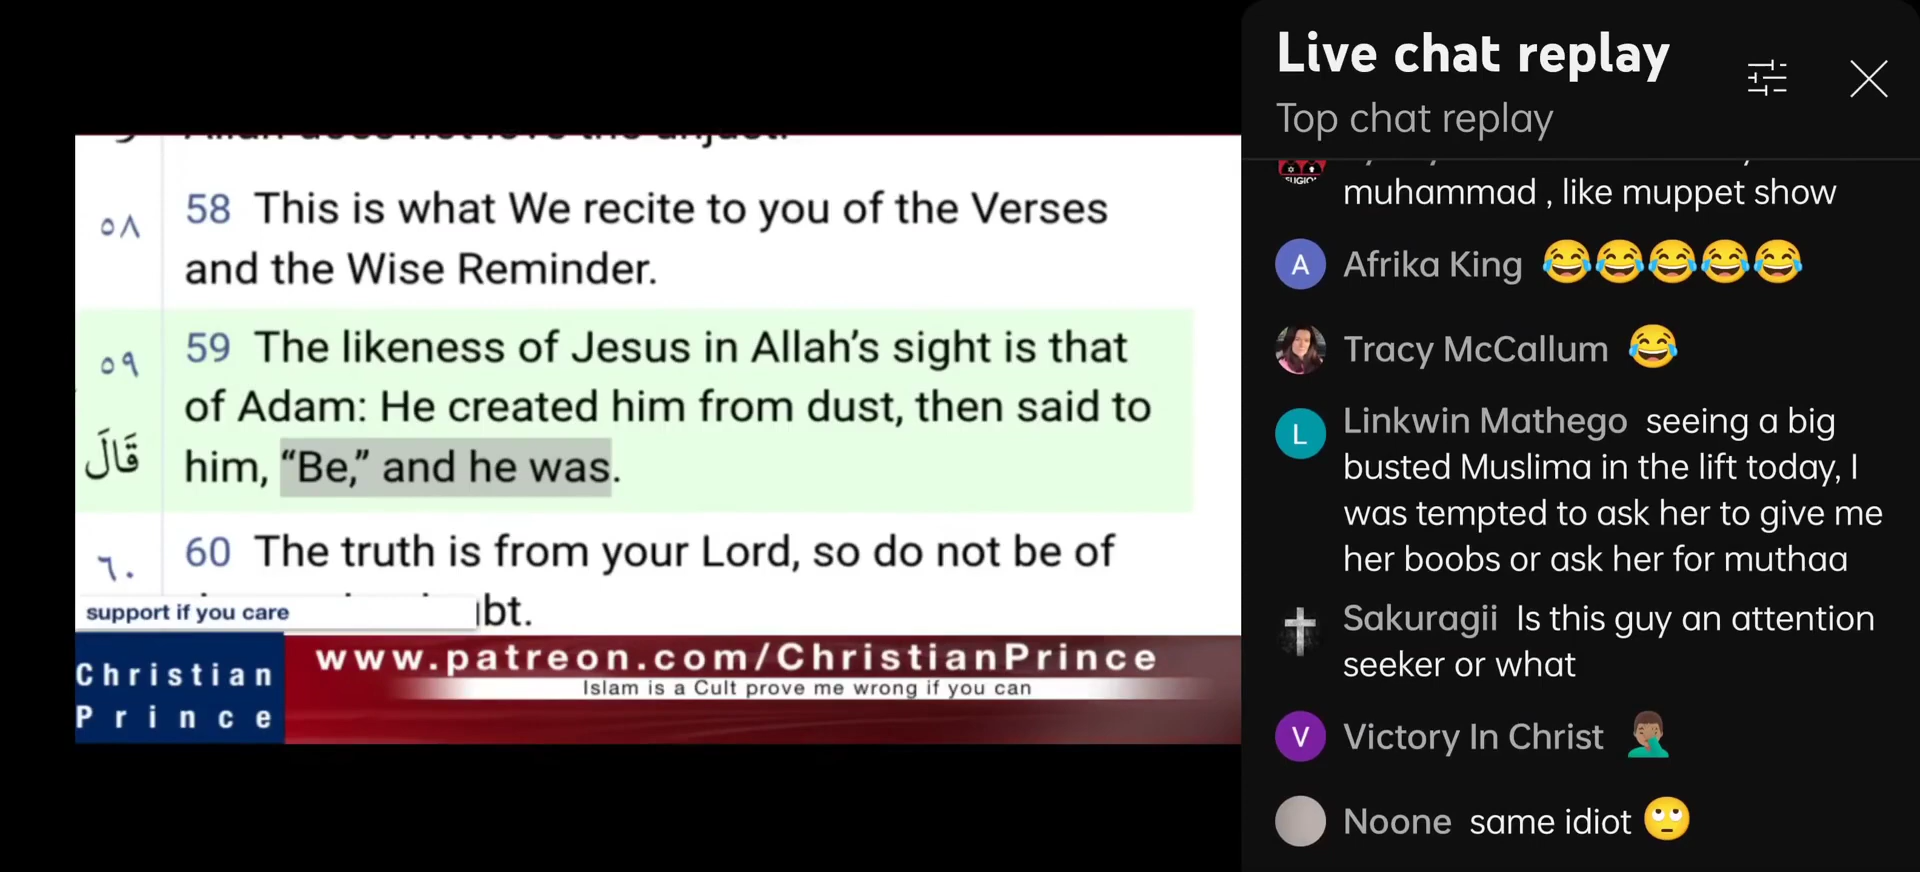 Allah does not love the unjust.
٥٨
58 This is what We recite to you of the Verses
and the Wise Reminder.
٥٩
59 The likeness of Jesus in Allah’s sight is that
of Adam: He created him from dust, then said to
him, “Be,” and he was.
قَالَ
٦٠
60 The truth is from your Lord, so do not be of
support if you care
Christian
Prince
www.patreon.com/ChristianPrince
Islam is a Cult prove me wrong if you can
Live chat replay
Top chat replay
muhammad , like muppet show
A
Afrika King 😂😂😂😂😂
Tracy McCallum 😂
L
Linkwin Mathego seeing a big
busted Muslima in the lift today, I
was tempted to ask her to give me
her boobs or ask her for muthaa
Sakuragii Is this guy an attention
seeker or what
V
Victory In Christ 🤦🏽‍♂️
Noone same idiot 🙄